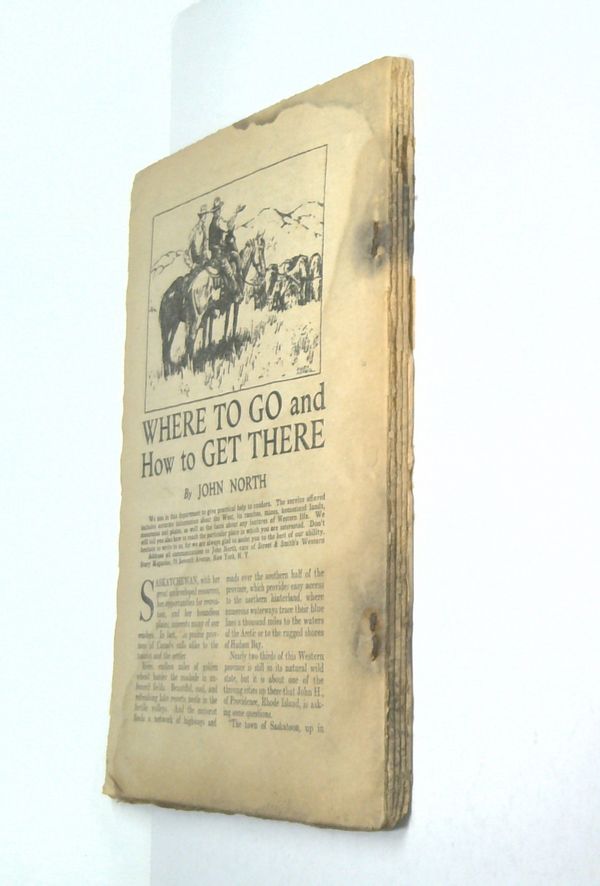 WHERE TO GO and
How to GET THERE
By JOHN NORTH
We aim in this department to give practical help to readers. The service offered
includes accurate information about the West, its ranches, mines, homestead lands,
mountains and plains, as well as the facts about any features of Western life. We
will tell you also how to reach the particular place in which you are interested. Don't
hesitate to write to us, for we are always glad to assist you to the best of our ability.
Address all communications to John North, care of Street & Smith's Western
Story Magazine, 79 Seventh Avenue, New York, N. Y.
SASKATCHEWAN, with her
great undeveloped resources,
her opportunities for recrea-
tion, and her boundless
plains, interests many of our
readers. In fact, prairie prov-
ince of Canada calls alike to the
tourist and the settler.
Here, endless miles of golden
wheat border the roadside in un-
fenced fields. Beautiful, cool, and
refreshing lake resorts nestle in the
fertile valleys. And the motorist
finds a network of highways and
roads over the southern half of the
province, which provides easy access
to the northern hinterland, where
numerous waterways trace their blue
lines a thousand miles to the waters
of the Arctic or to the rugged shores
of Hudson Bay.
Nearly two thirds of this Western
province is still in its natural wild
state, but it is about one of the
thriving cities up there that John H.,
of Providence, Rhode Island, is ask-
ing some questions.
"The town of Saskatoon, up in